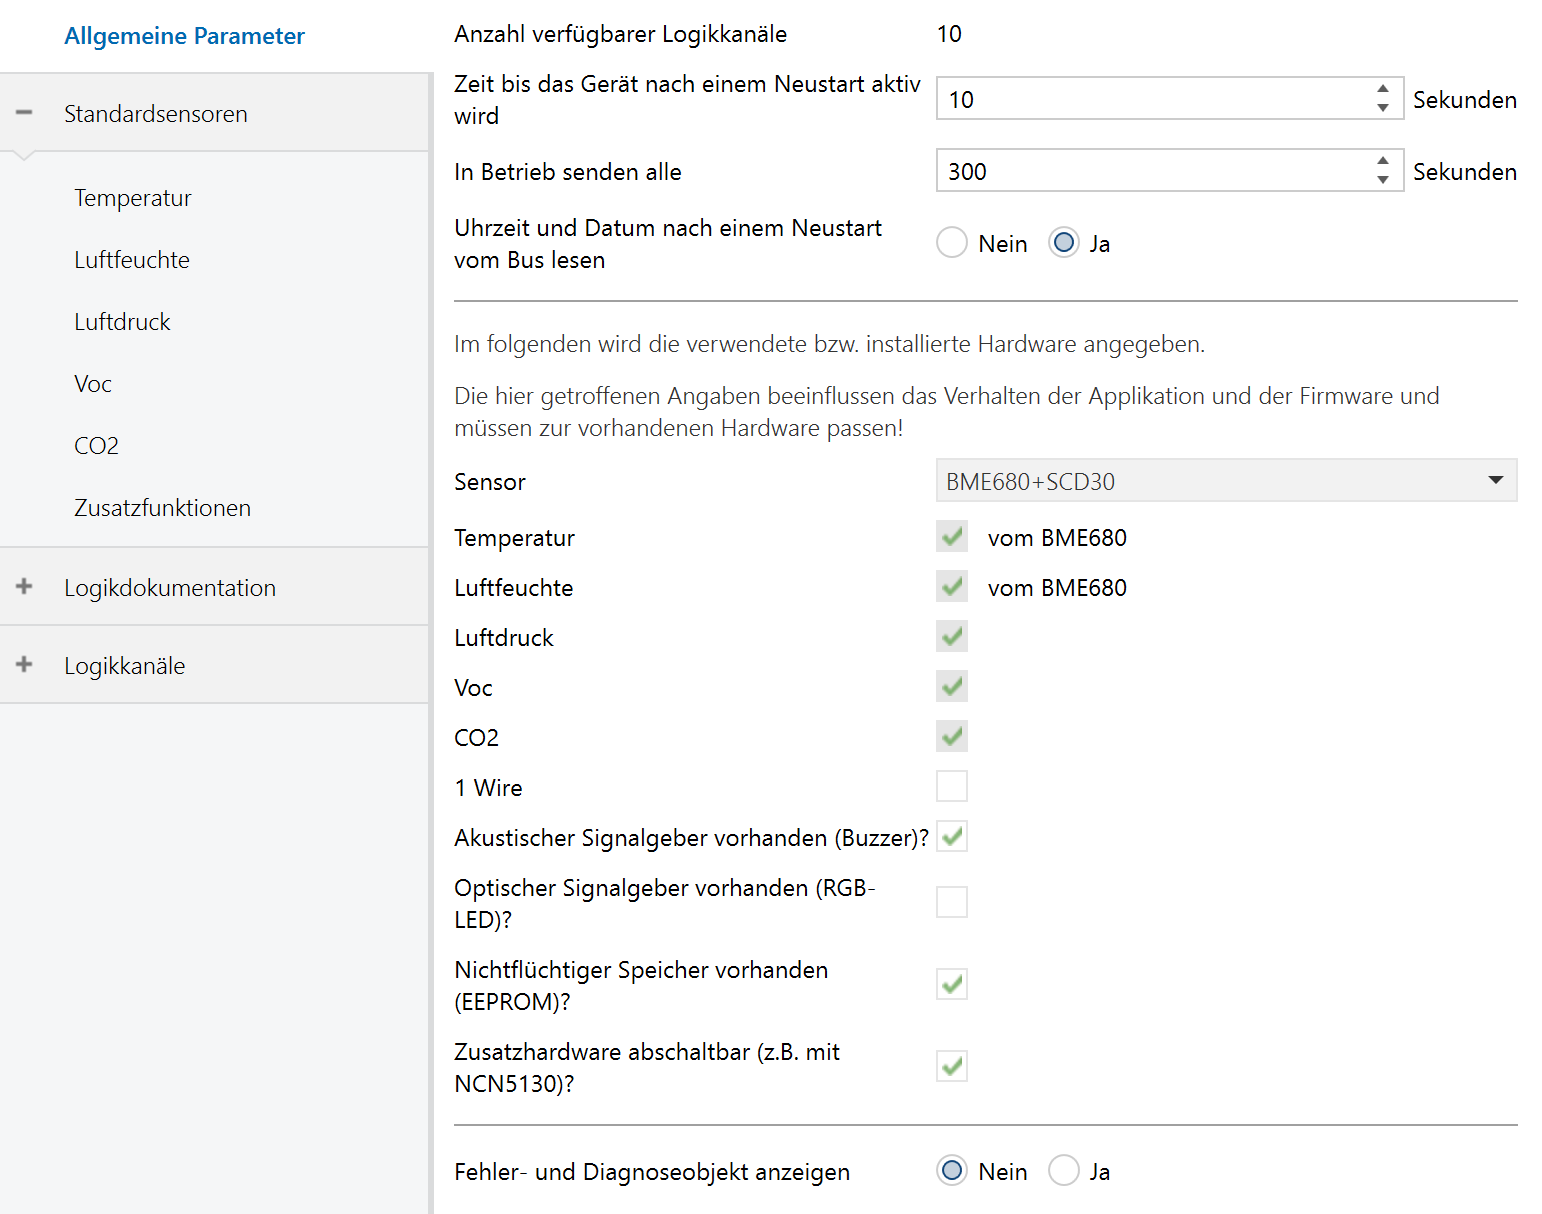 Allgemeine Parameter
Standardsensoren
Temperatur
Luftfeuchte
Luftdruck
Voc
CO2
Zusatzfunktionen
Logikdokumentation
Logikkanäle
Anzahl verfügbarer Logikkanäle 10
Zeit bis das Gerät nach einem Neustart aktiv
wird
10 Sekunden
In Betrieb senden alle 300 Sekunden
Uhrzeit und Datum nach einem Neustart
vom Bus lesen
Nein Ja
Im folgenden wird die verwendete bzw. installierte Hardware angegeben.
Die hier getroffenen Angaben beeinflussen das Verhalten der Applikation und der Firmware und
müssen zur vorhandenen Hardware passen!
Sensor BME680+SCD30
Temperatur vom BME680
Luftfeuchte vom BME680
Luftdruck
Voc
CO2
1 Wire
Akustischer Signalgeber vorhanden (Buzzer)?
Optischer Signalgeber vorhanden (RGB-
LED)?
Nichtflüchtiger Speicher vorhanden
(EEPROM)?
Zusatzhardware abschaltbar (z.B. mit
NCN5130)?
Fehler- und Diagnoseobjekt anzeigen Nein Ja